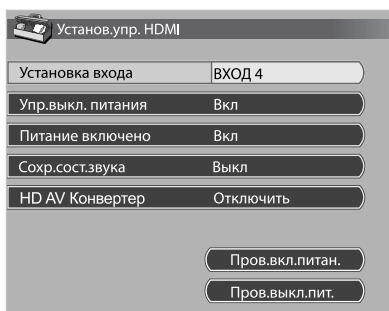 Установ.упр. HDMI
Установка входа ВХОД 4
Упр.выкл. питания Вкл
Питание включено Вкл
Сохр.сост.звука Выкл
HD AV Конвертер Отключить
Пров.вкл.питан.
Пров.выкл.пит.